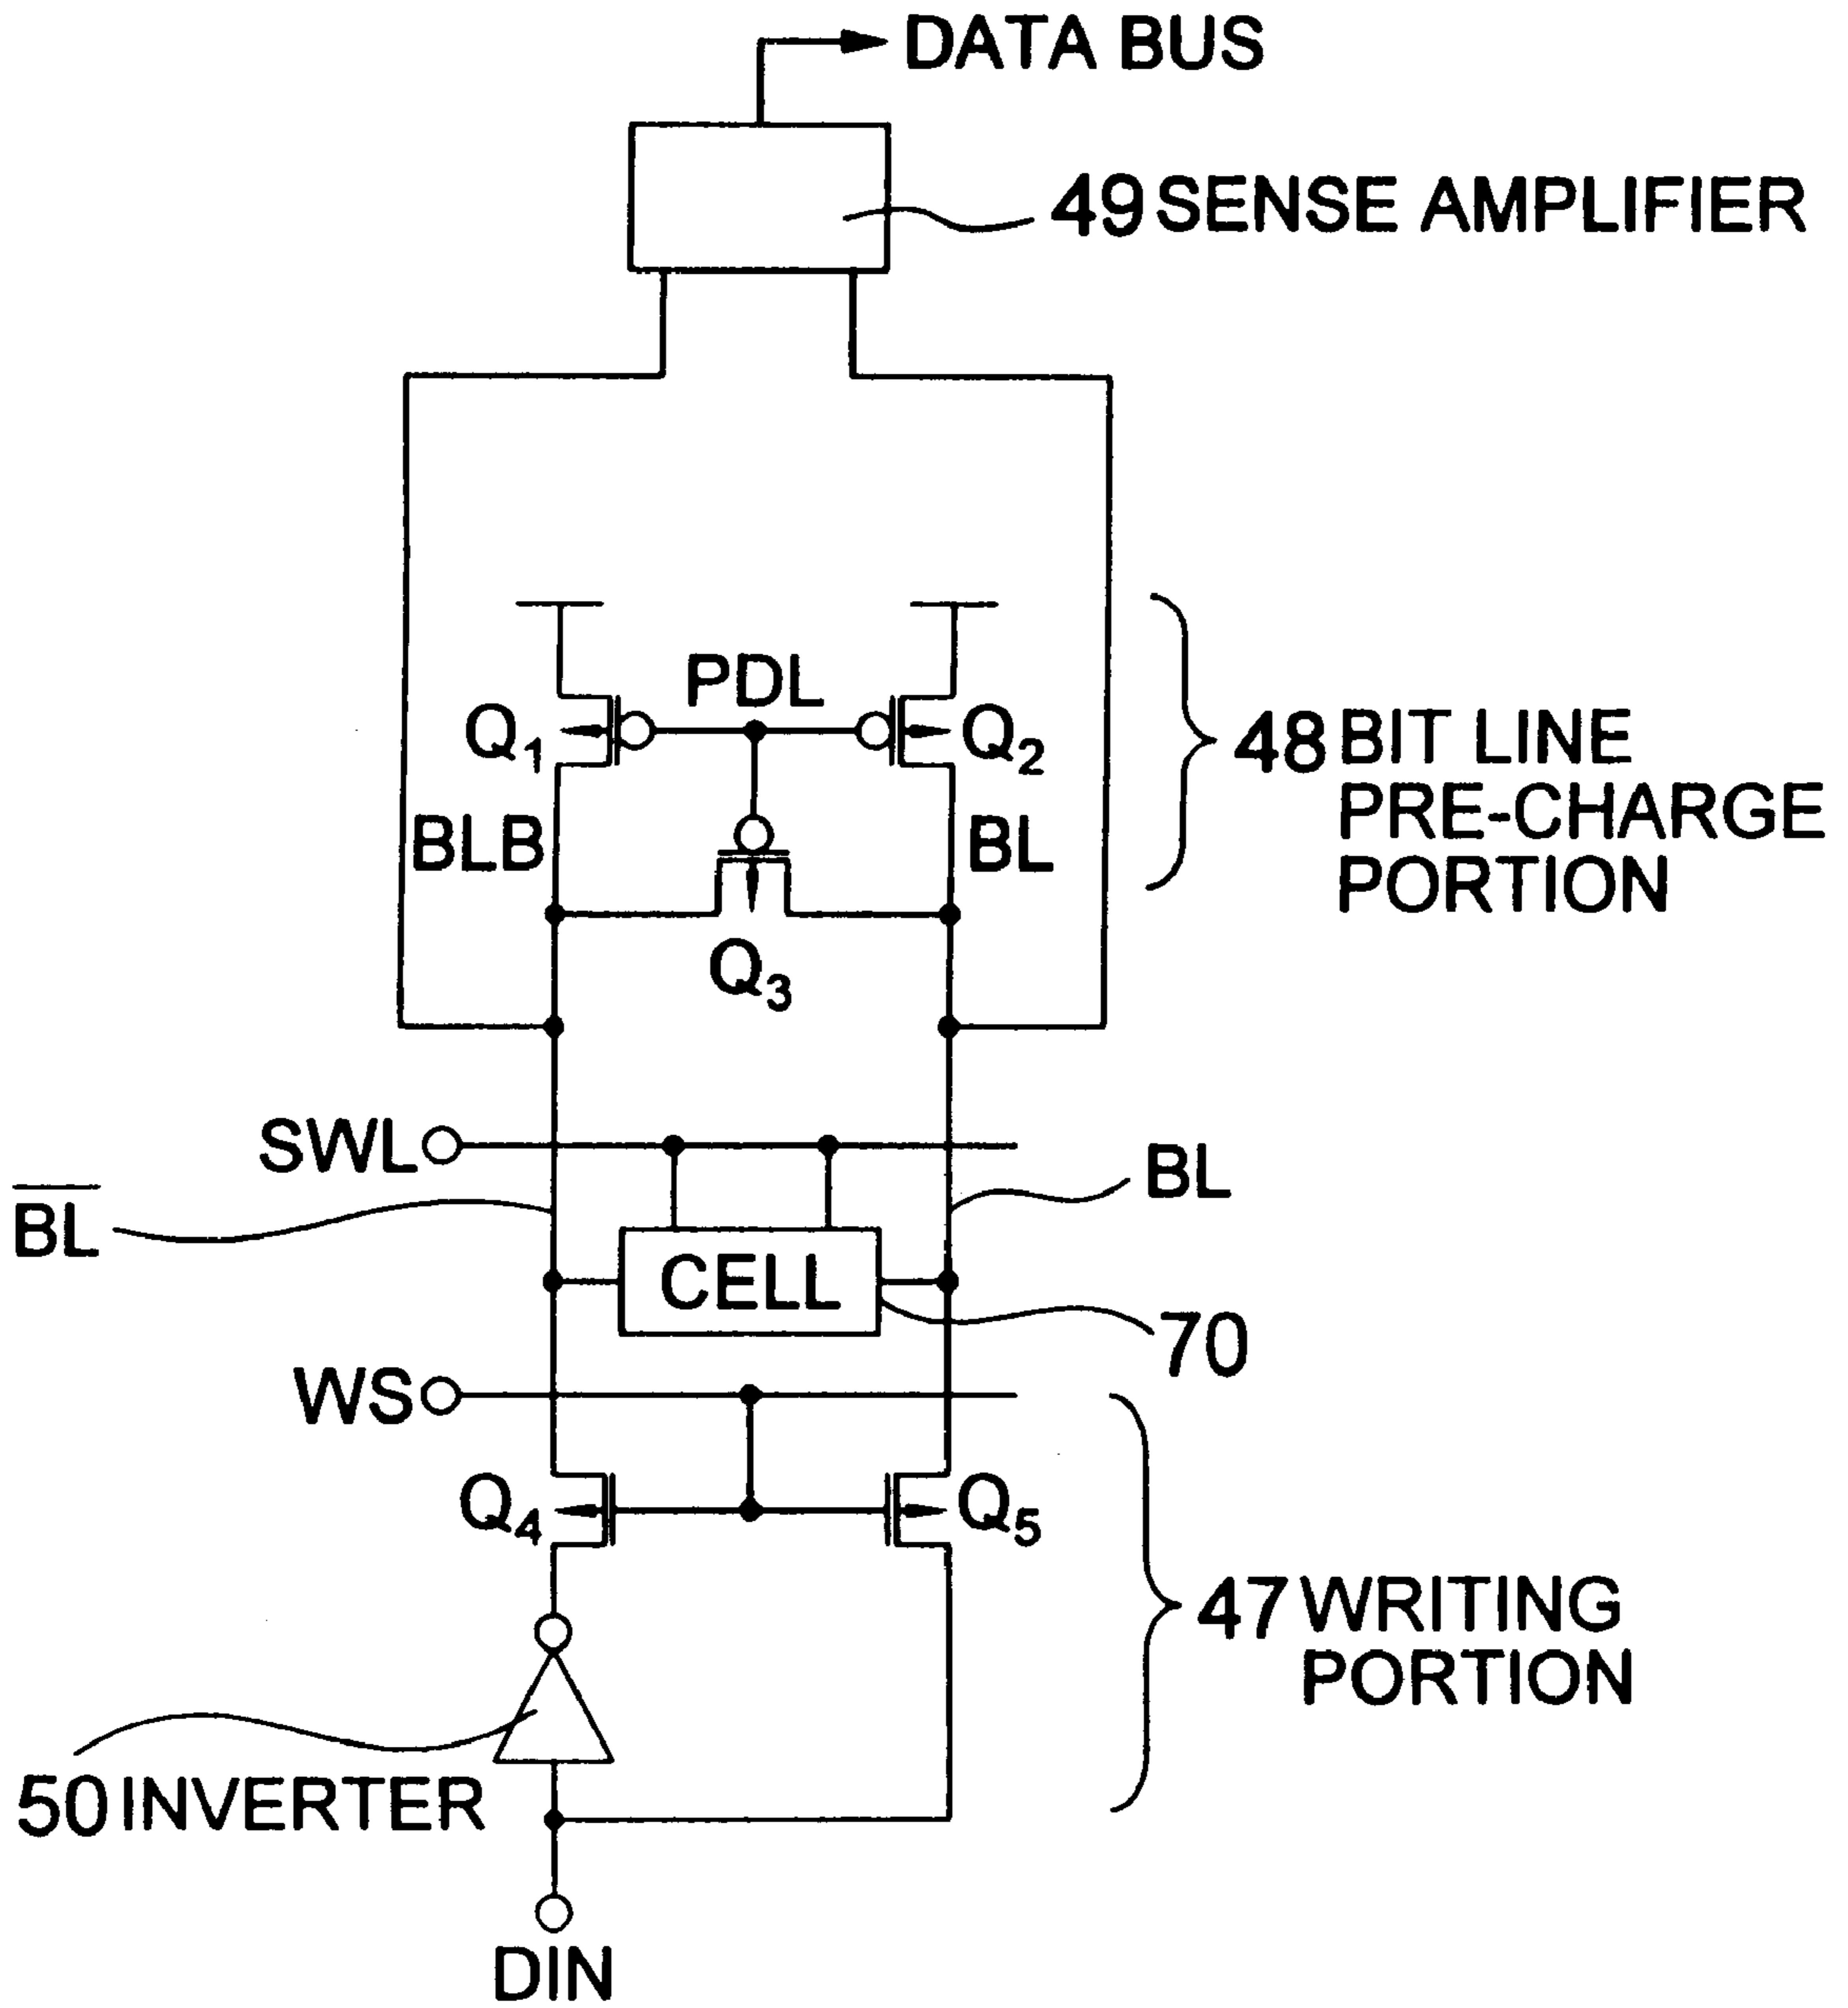 DATA BUS
49 SENSE AMPLIFIER
PDL
Q1
Q2
48 BIT LINE
PRE-CHARGE
PORTION
BLB
BL
Q3
SWL
BL
B̅L̅
CELL
70
WS
Q4
Q5
47 WRITING
PORTION
50 INVERTER
DIN